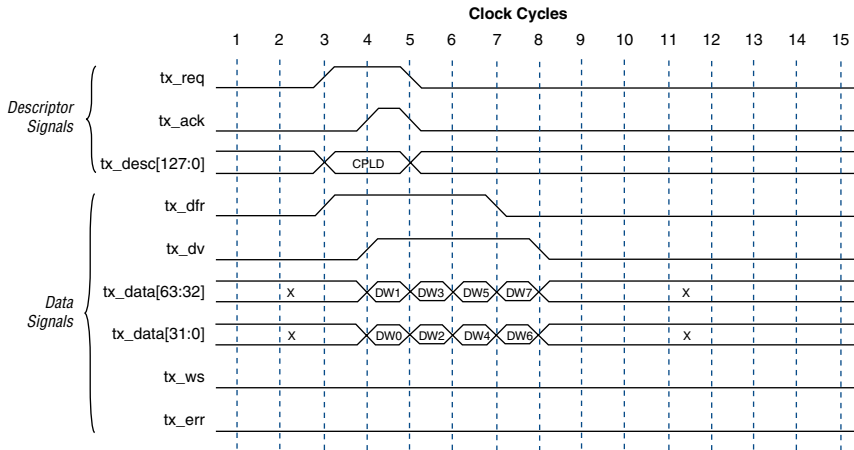 Clock Cycles
1 2 3 4 5 6 7 8 9 10 11 12 13 14 15
Descriptor
Signals
tx_req
tx_ack
tx_desc[127:0] CPLD
Data
Signals
tx_dfr
tx_dv
tx_data[63:32] X DW1 DW3 DW5 DW7 X
tx_data[31:0] X DW0 DW2 DW4 DW6 X
tx_ws
tx_err